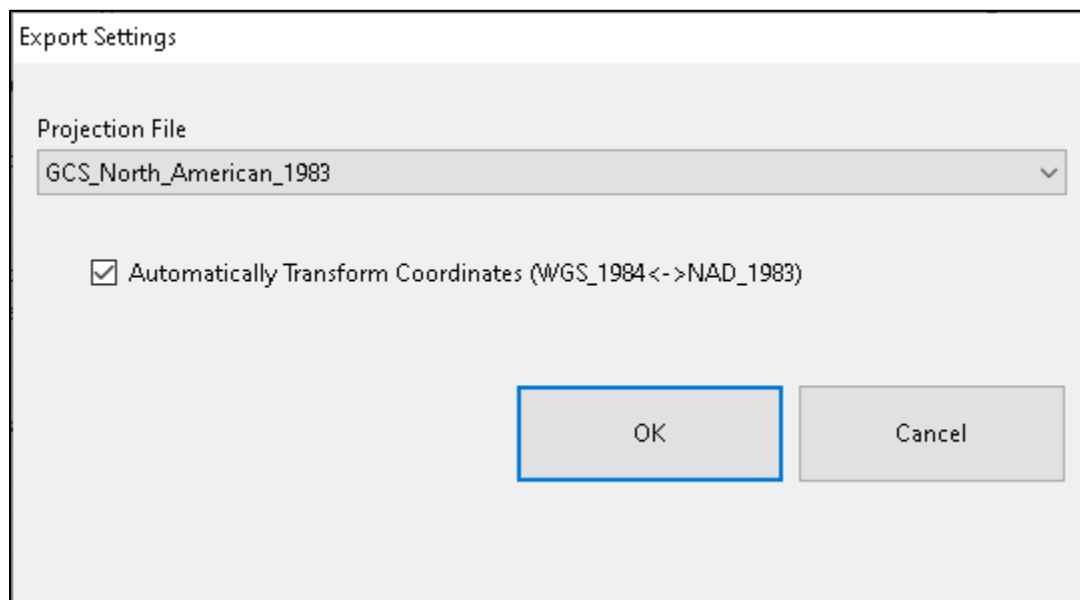 Export Settings
Projection File
GCS_North_American_1983
Automatically Transform Coordinates (WGS_1984<->NAD_1983)
OK
Cancel